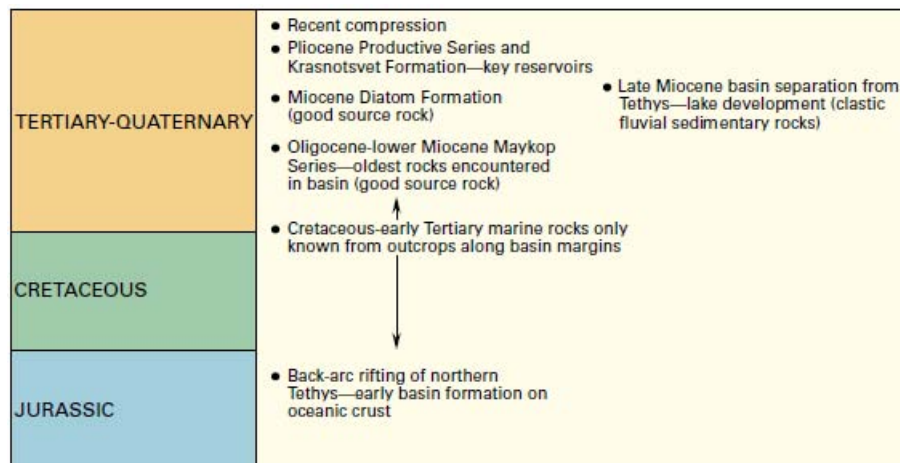 TERTIARY-QUATERNARY
● Recent compression
● Pliocene Productive Series and
Krasnotsvet Formation—key reservoirs
● Miocene Diatom Formation
(good source rock)
● Oligocene-lower Miocene Maykop
Series—oldest rocks encountered
in basin (good source rock)
● Late Miocene basin separation from
Tethys—lake development (clastic
fluvial sedimentary rocks)
● Cretaceous-early Tertiary marine rocks only
known from outcrops along basin margins
CRETACEOUS
JURASSIC
● Back-arc rifting of northern
Tethys—early basin formation on
oceanic crust